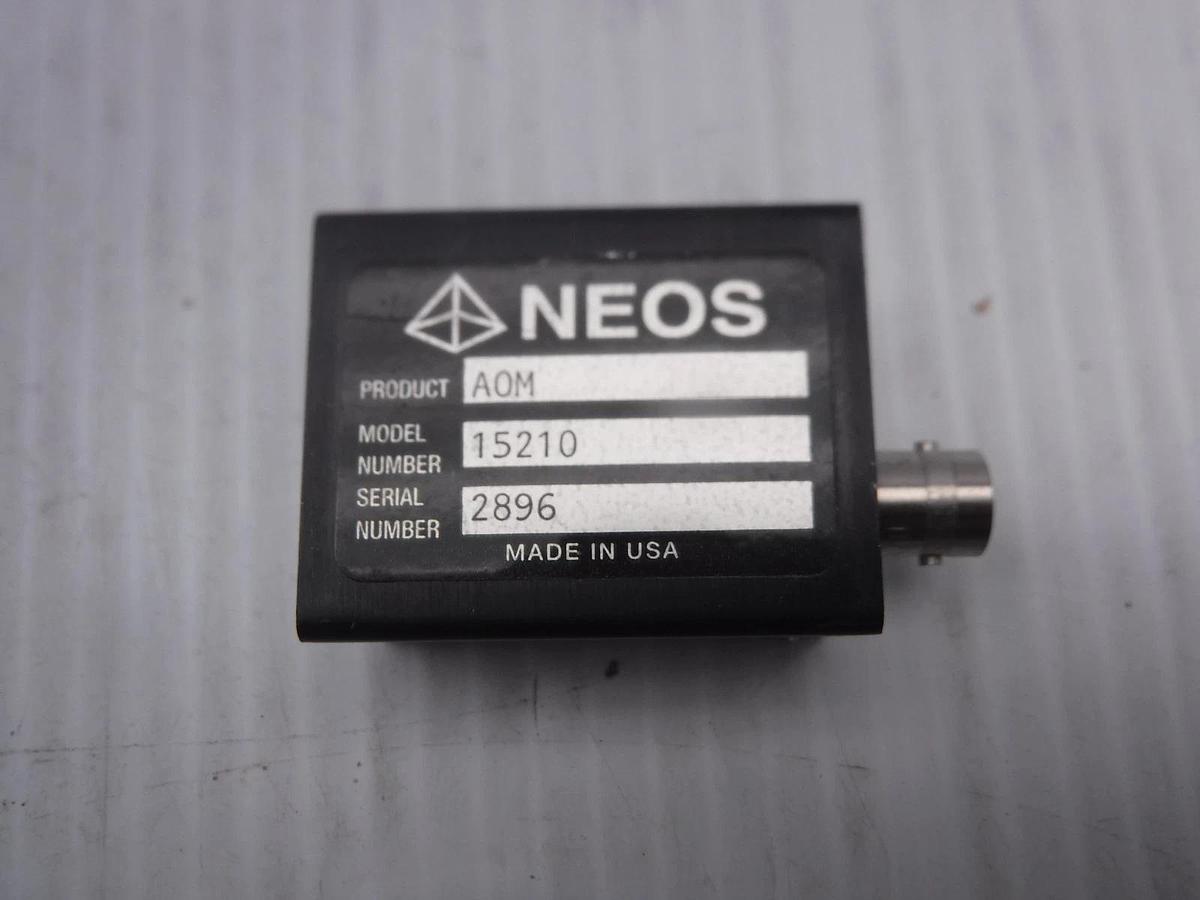 NEOS
PRODUCT AOM
MODEL NUMBER 15210
SERIAL NUMBER 2896
MADE IN USA